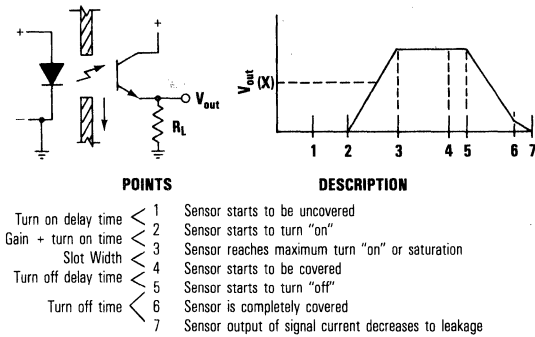 +
+
−
V_out
R_L
V_out (X)
1 2 3 4 5 6 7
POINTS DESCRIPTION
Turn on delay time
Gain + turn on time
Slot Width
Turn off delay time
Turn off time
1 Sensor starts to be uncovered
2 Sensor starts to turn "on"
3 Sensor reaches maximum turn "on" or saturation
4 Sensor starts to be covered
5 Sensor starts to turn "off"
6 Sensor is completely covered
7 Sensor output of signal current decreases to leakage